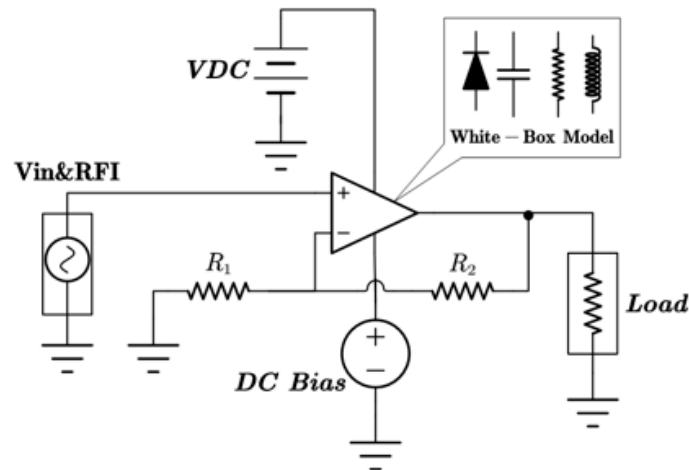 VDC
White – Box Model
Vin&RFI
+
−
R₁
R₂
Load
+
−
DC Bias